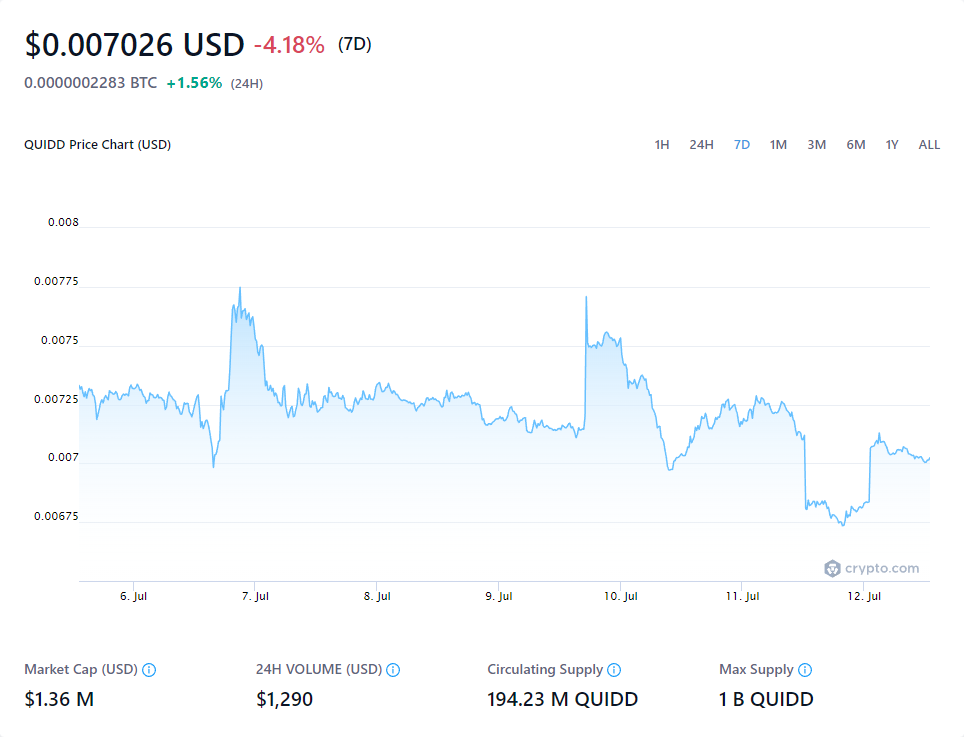 $0.007026 USD -4.18% (7D)
0.0000002283 BTC +1.56% (24H)
QUIDD Price Chart (USD) 1H 24H 7D 1M 3M 6M 1Y ALL
0.008
0.00775
0.0075
0.00725
0.007
0.00675
crypto.com
6. Jul 7. Jul 8. Jul 9. Jul 10. Jul 11. Jul 12. Jul
Market Cap (USD) 24H VOLUME (USD) Circulating Supply Max Supply
$1.36 M $1,290 194.23 M QUIDD 1 B QUIDD